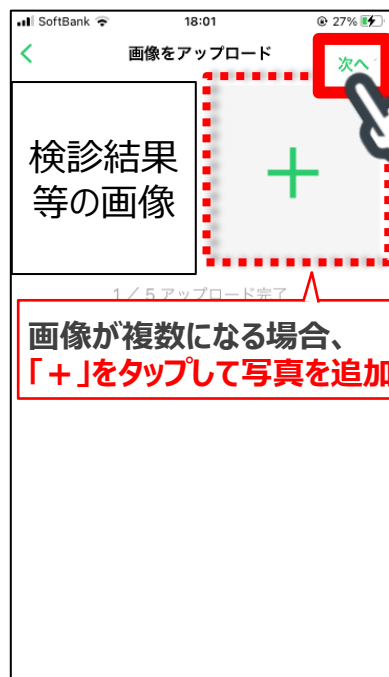 SoftBank 18:01 27%
画像をアップロード
次へ
検診結果
等の画像
1／5 アップロード完了
画像が複数になる場合、
「＋」をタップして写真を追加